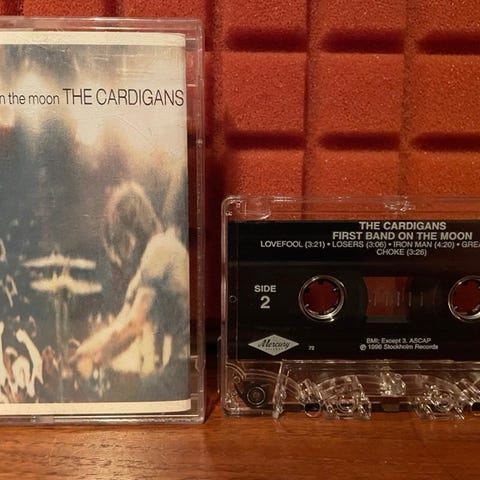 n the moon THE CARDIGANS
THE CARDIGANS
FIRST BAND ON THE MOON
LOVEFOOL (3:21) • LOSERS (3:06) • IRON MAN (4:20) • GREA
CHOKE (3:26)
SIDE
2
Mercury
72
BMI; Except 3. ASCAP
℗ 1996 Stockholm Records